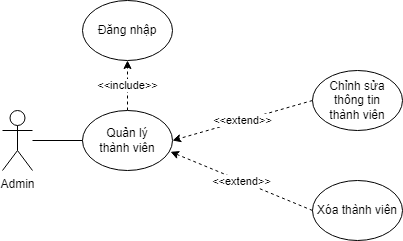 Đăng nhập
<<include>>
Chỉnh sửa
thông tin
thành viên
<<extend>>
Quản lý
thành viên
Admin
<<extend>>
Xóa thành viên